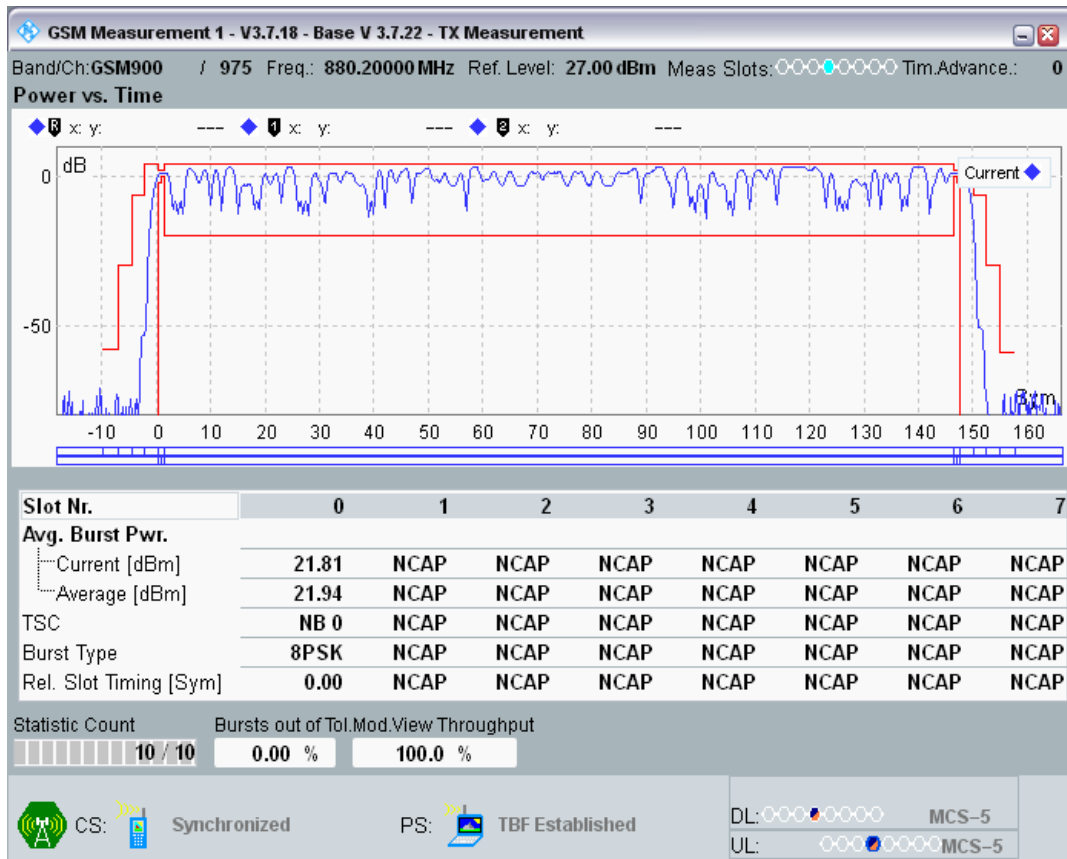 GSM Measurement 1 - V3.7.18 - Base V 3.7.22 - TX Measurement
Band/Ch:GSM900 / 975 Freq.: 880.20000 MHz Ref. Level: 27.00 dBm Meas Slots: Tim.Advance.: 0
Power vs. Time
R x: y: --- 1 x: y: --- 2 x: y: ---
dB
Current
0
-50
Sym
-10 0 10 20 30 40 50 60 70 80 90 100 110 120 130 140 150 160
Slot Nr. 0 1 2 3 4 5 6 7
Avg. Burst Pwr.
Current [dBm] 21.81 NCAP NCAP NCAP NCAP NCAP NCAP NCAP
Average [dBm] 21.94 NCAP NCAP NCAP NCAP NCAP NCAP NCAP
TSC NB 0 NCAP NCAP NCAP NCAP NCAP NCAP NCAP
Burst Type 8PSK NCAP NCAP NCAP NCAP NCAP NCAP NCAP
Rel. Slot Timing [Sym] 0.00 NCAP NCAP NCAP NCAP NCAP NCAP NCAP
Statistic Count Bursts out of Tol.Mod.View Throughput
10 / 10 0.00 % 100.0 %
CS: Synchronized PS: TBF Established DL: MCS-5
UL: MCS-5